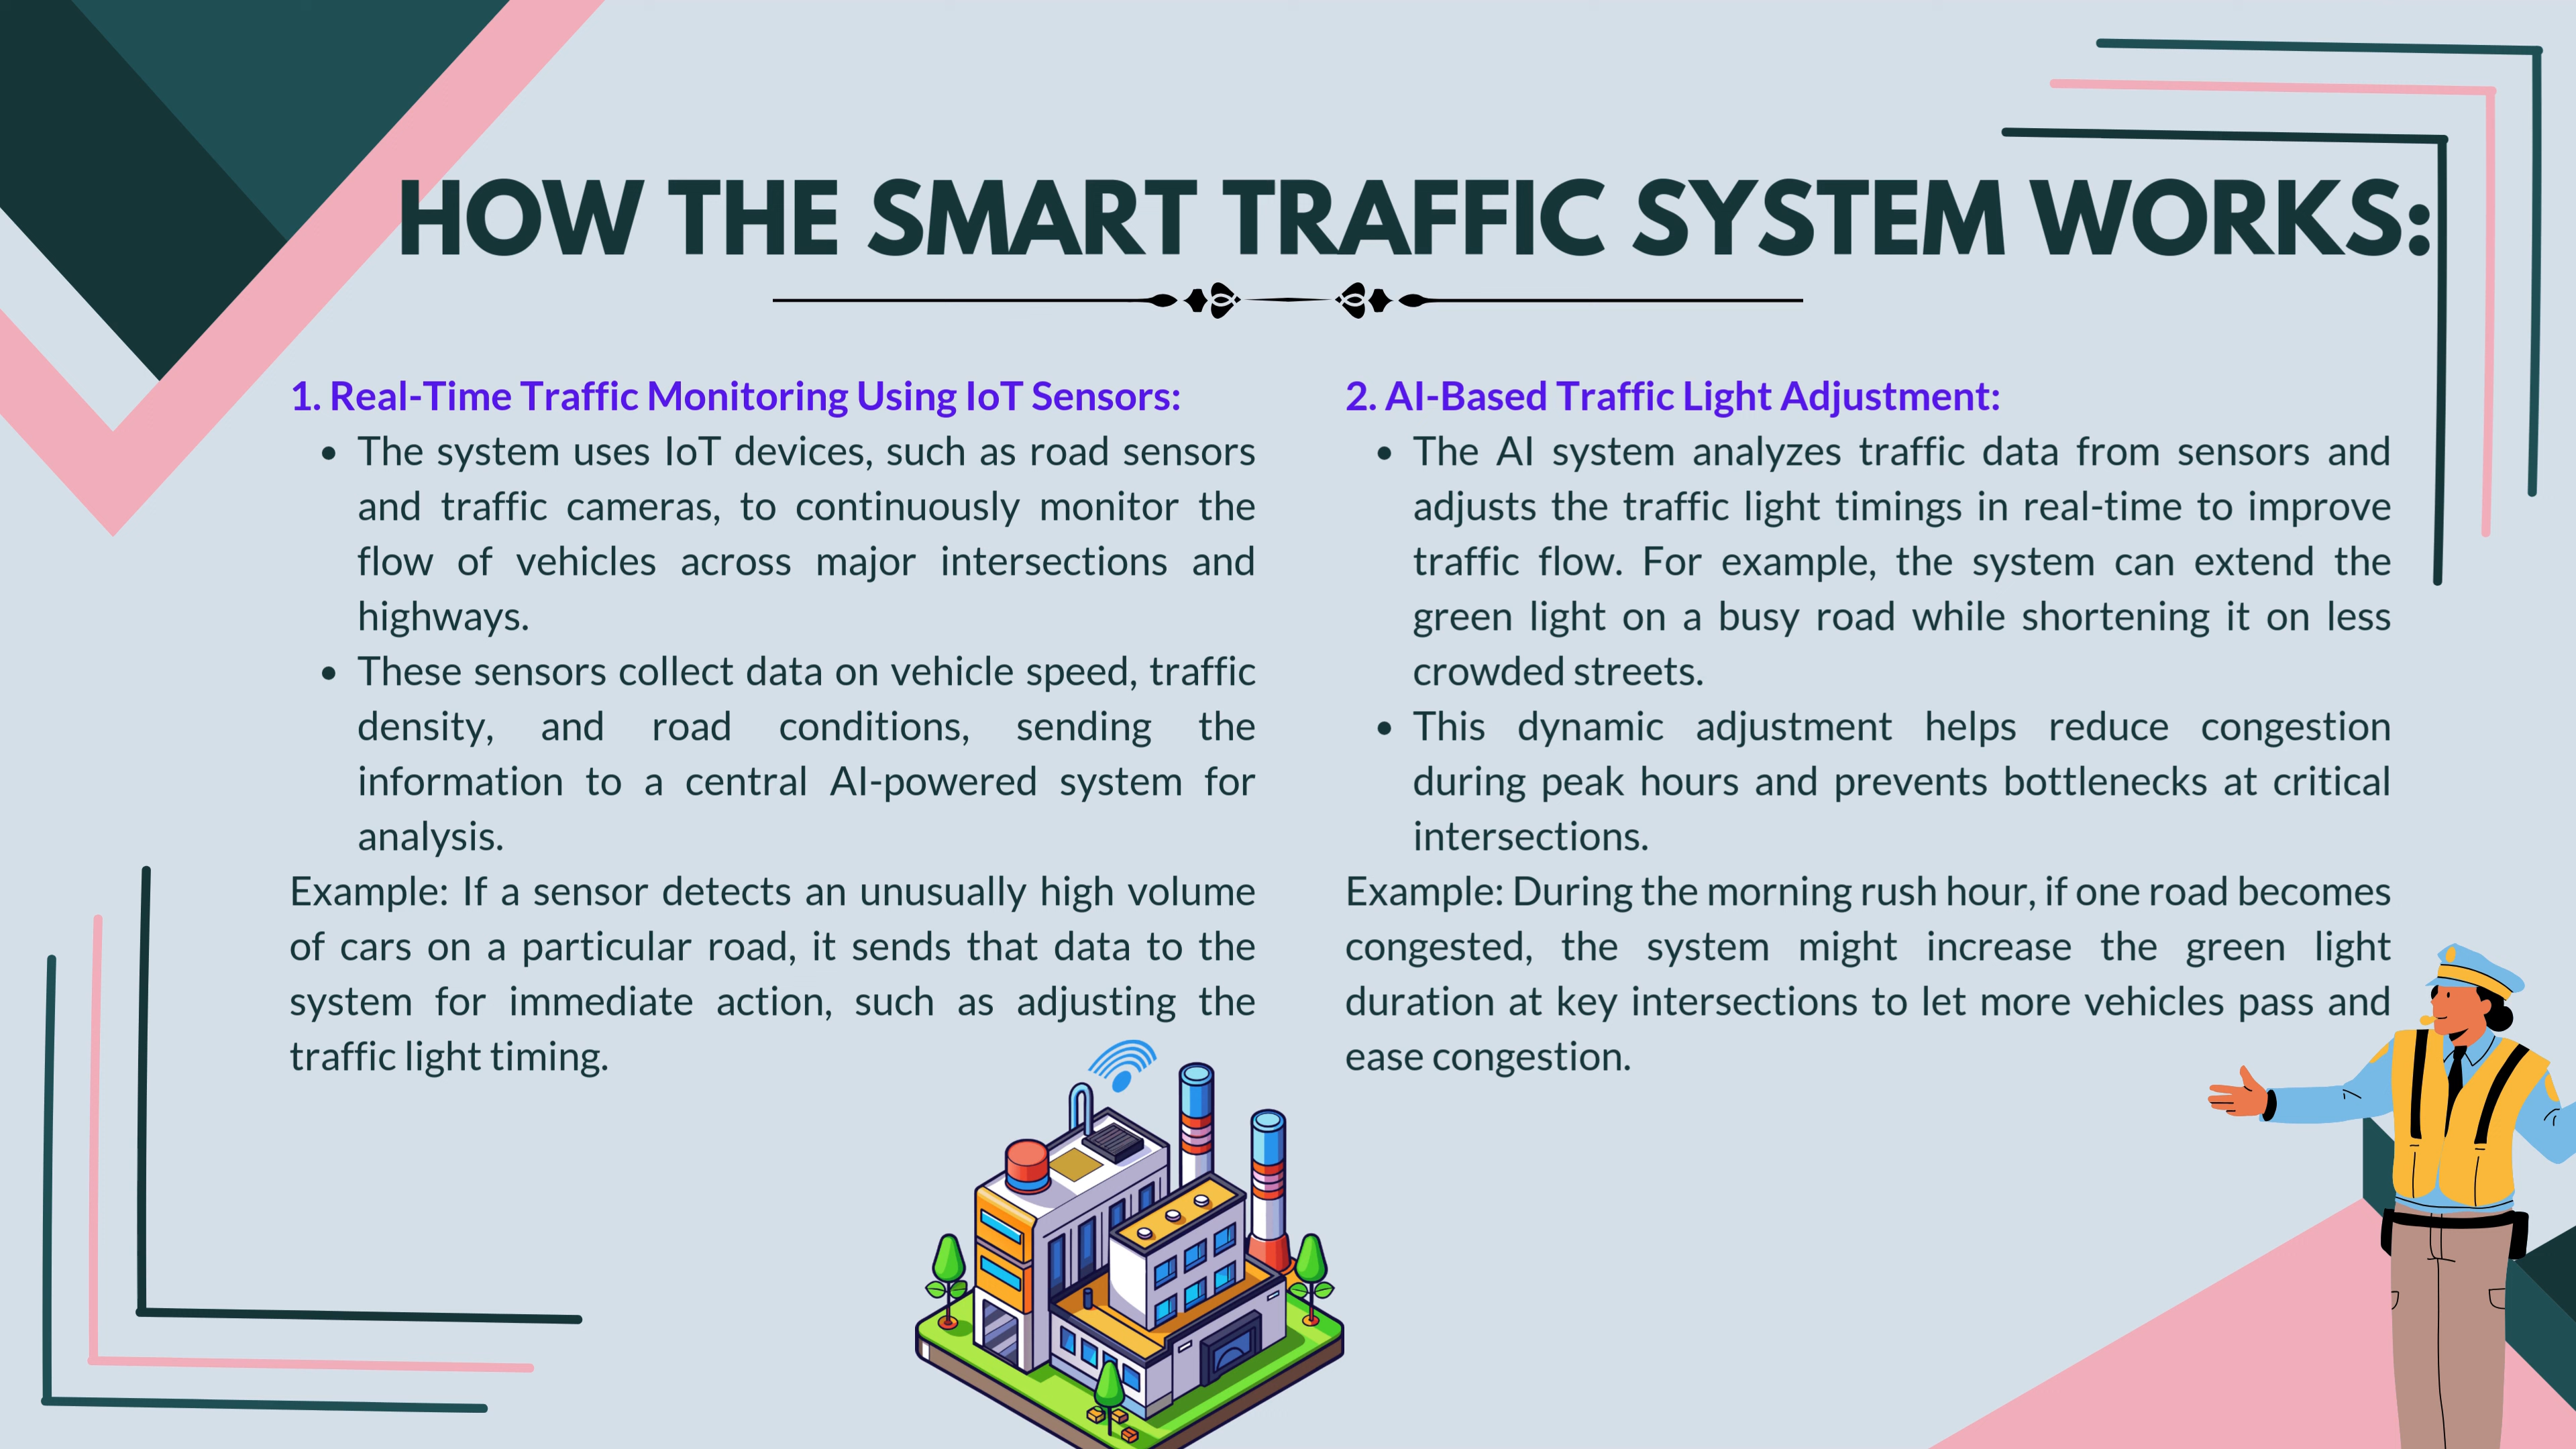 HOW THE SMART TRAFFIC SYSTEM WORKS:
1. Real-Time Traffic Monitoring Using IoT Sensors:
• The system uses IoT devices, such as road sensors
and traffic cameras, to continuously monitor the
flow of vehicles across major intersections and
highways.
• These sensors collect data on vehicle speed, traffic
density, and road conditions, sending the
information to a central AI-powered system for
analysis.
Example: If a sensor detects an unusually high volume
of cars on a particular road, it sends that data to the
system for immediate action, such as adjusting the
traffic light timing.
2. AI-Based Traffic Light Adjustment:
• The AI system analyzes traffic data from sensors and
adjusts the traffic light timings in real-time to improve
traffic flow. For example, the system can extend the
green light on a busy road while shortening it on less
crowded streets.
• This dynamic adjustment helps reduce congestion
during peak hours and prevents bottlenecks at critical
intersections.
Example: During the morning rush hour, if one road becomes
congested, the system might increase the green light
duration at key intersections to let more vehicles pass and
ease congestion.